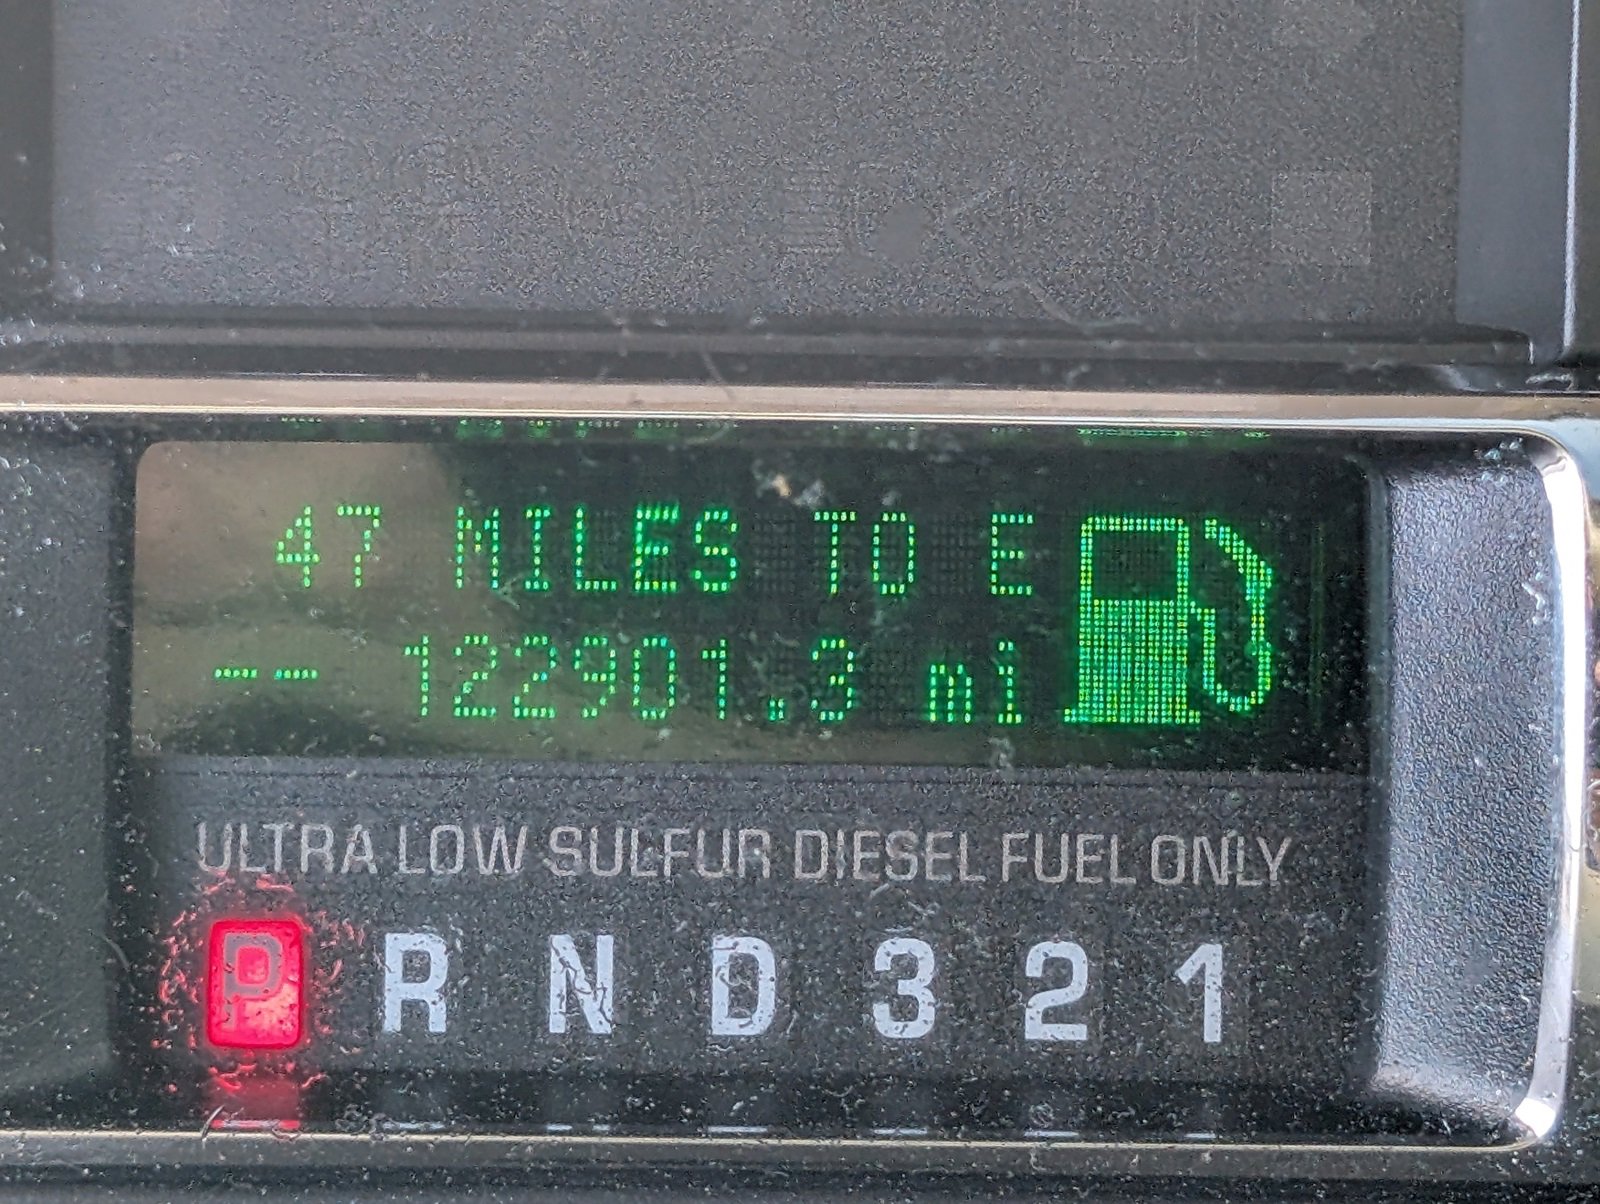 47 MILES TO E
-- 122901.3 mi
ULTRA LOW SULFUR DIESEL FUEL ONLY
P R N D 3 2 1